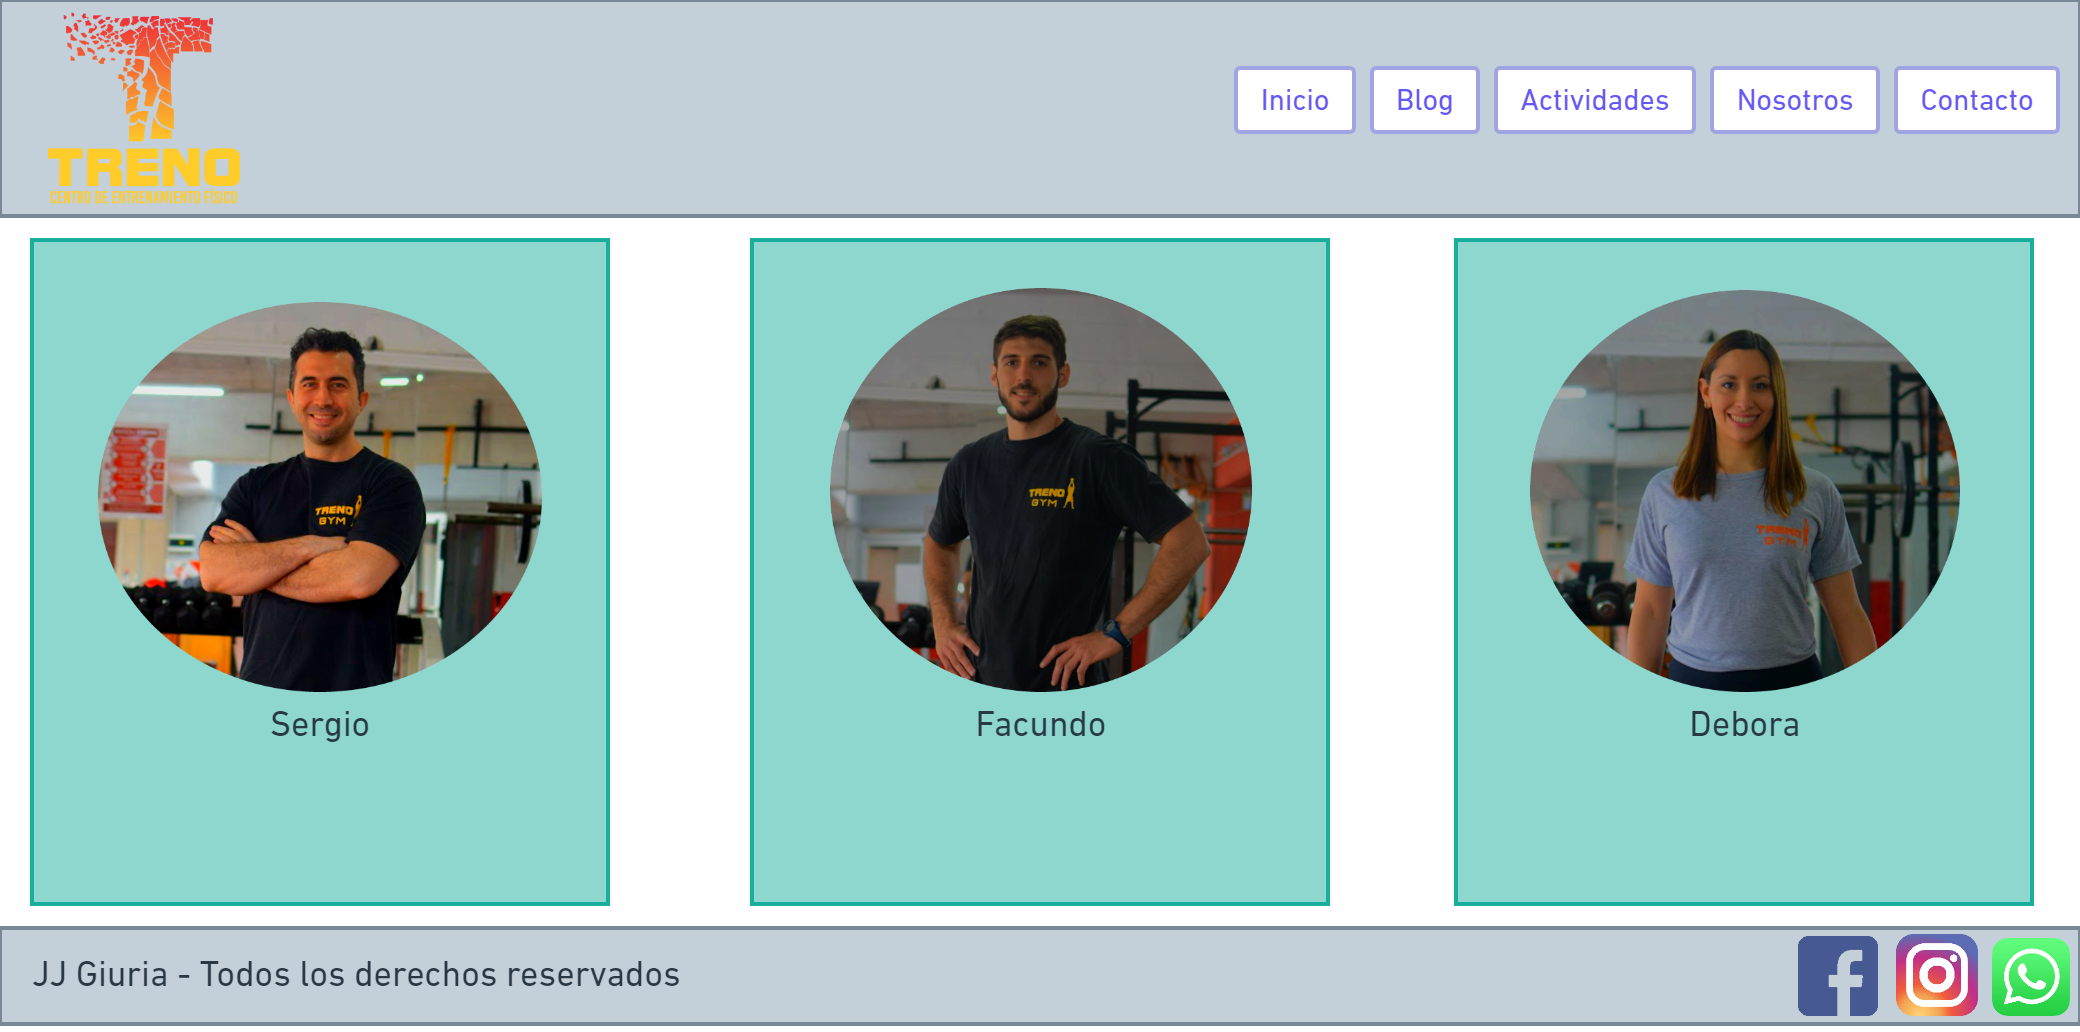 TRENO
CENTRO DE ENTRENAMIENTO FISICO
Inicio
Blog
Actividades
Nosotros
Contacto
TRENO
GYM
TRENO
GYM
TRENO
GYM
Sergio
Facundo
Debora
JJ Giuria - Todos los derechos reservados